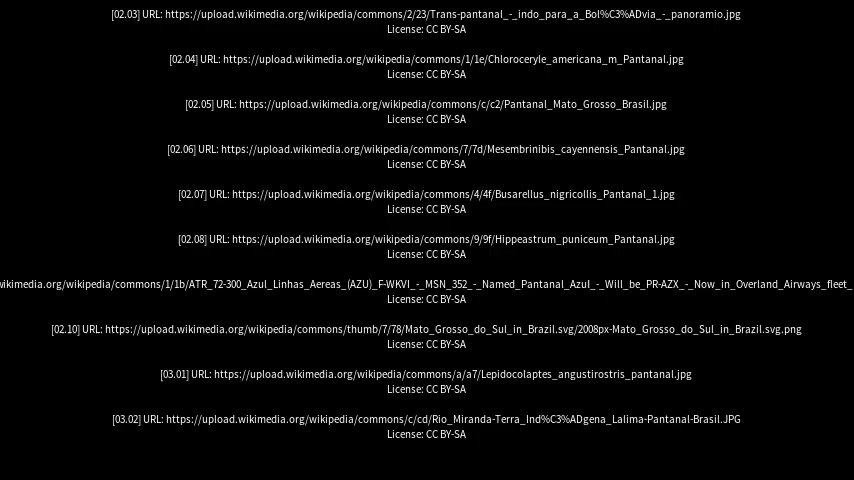 [02.03] URL: https://upload.wikimedia.org/wikipedia/commons/2/23/Trans-pantanal_-_indo_para_a_Bol%C3%ADvia_-_panoramio.jpg
License: CC BY-SA
[02.04] URL: https://upload.wikimedia.org/wikipedia/commons/1/1e/Chloroceryle_americana_m_Pantanal.jpg
License: CC BY-SA
[02.05] URL: https://upload.wikimedia.org/wikipedia/commons/c/c2/Pantanal_Mato_Grosso_Brasil.jpg
License: CC BY-SA
[02.06] URL: https://upload.wikimedia.org/wikipedia/commons/7/7d/Mesembrinibis_cayennensis_Pantanal.jpg
License: CC BY-SA
[02.07] URL: https://upload.wikimedia.org/wikipedia/commons/4/4f/Busarellus_nigricollis_Pantanal_1.jpg
License: CC BY-SA
[02.08] URL: https://upload.wikimedia.org/wikipedia/commons/9/9f/Hippeastrum_puniceum_Pantanal.jpg
License: CC BY-SA
vikimedia.org/wikipedia/commons/1/1b/ATR_72-300_Azul_Linhas_Aereas_(AZU)_F-WKVI_-_MSN_352_-_Named_Pantanal_Azul_-_Will_be_PR-AZX_-_Now_in_Overland_Airways_fleet_
License: CC BY-SA
[02.10] URL: https://upload.wikimedia.org/wikipedia/commons/thumb/7/78/Mato_Grosso_do_Sul_in_Brazil.svg/2008px-Mato_Grosso_do_Sul_in_Brazil.svg.png
License: CC BY-SA
[03.01] URL: https://upload.wikimedia.org/wikipedia/commons/a/a7/Lepidocolaptes_angustirostris_pantanal.jpg
License: CC BY-SA
[03.02] URL: https://upload.wikimedia.org/wikipedia/commons/c/cd/Rio_Miranda-Terra_Ind%C3%ADgena_Lalima-Pantanal-Brasil.JPG
License: CC BY-SA